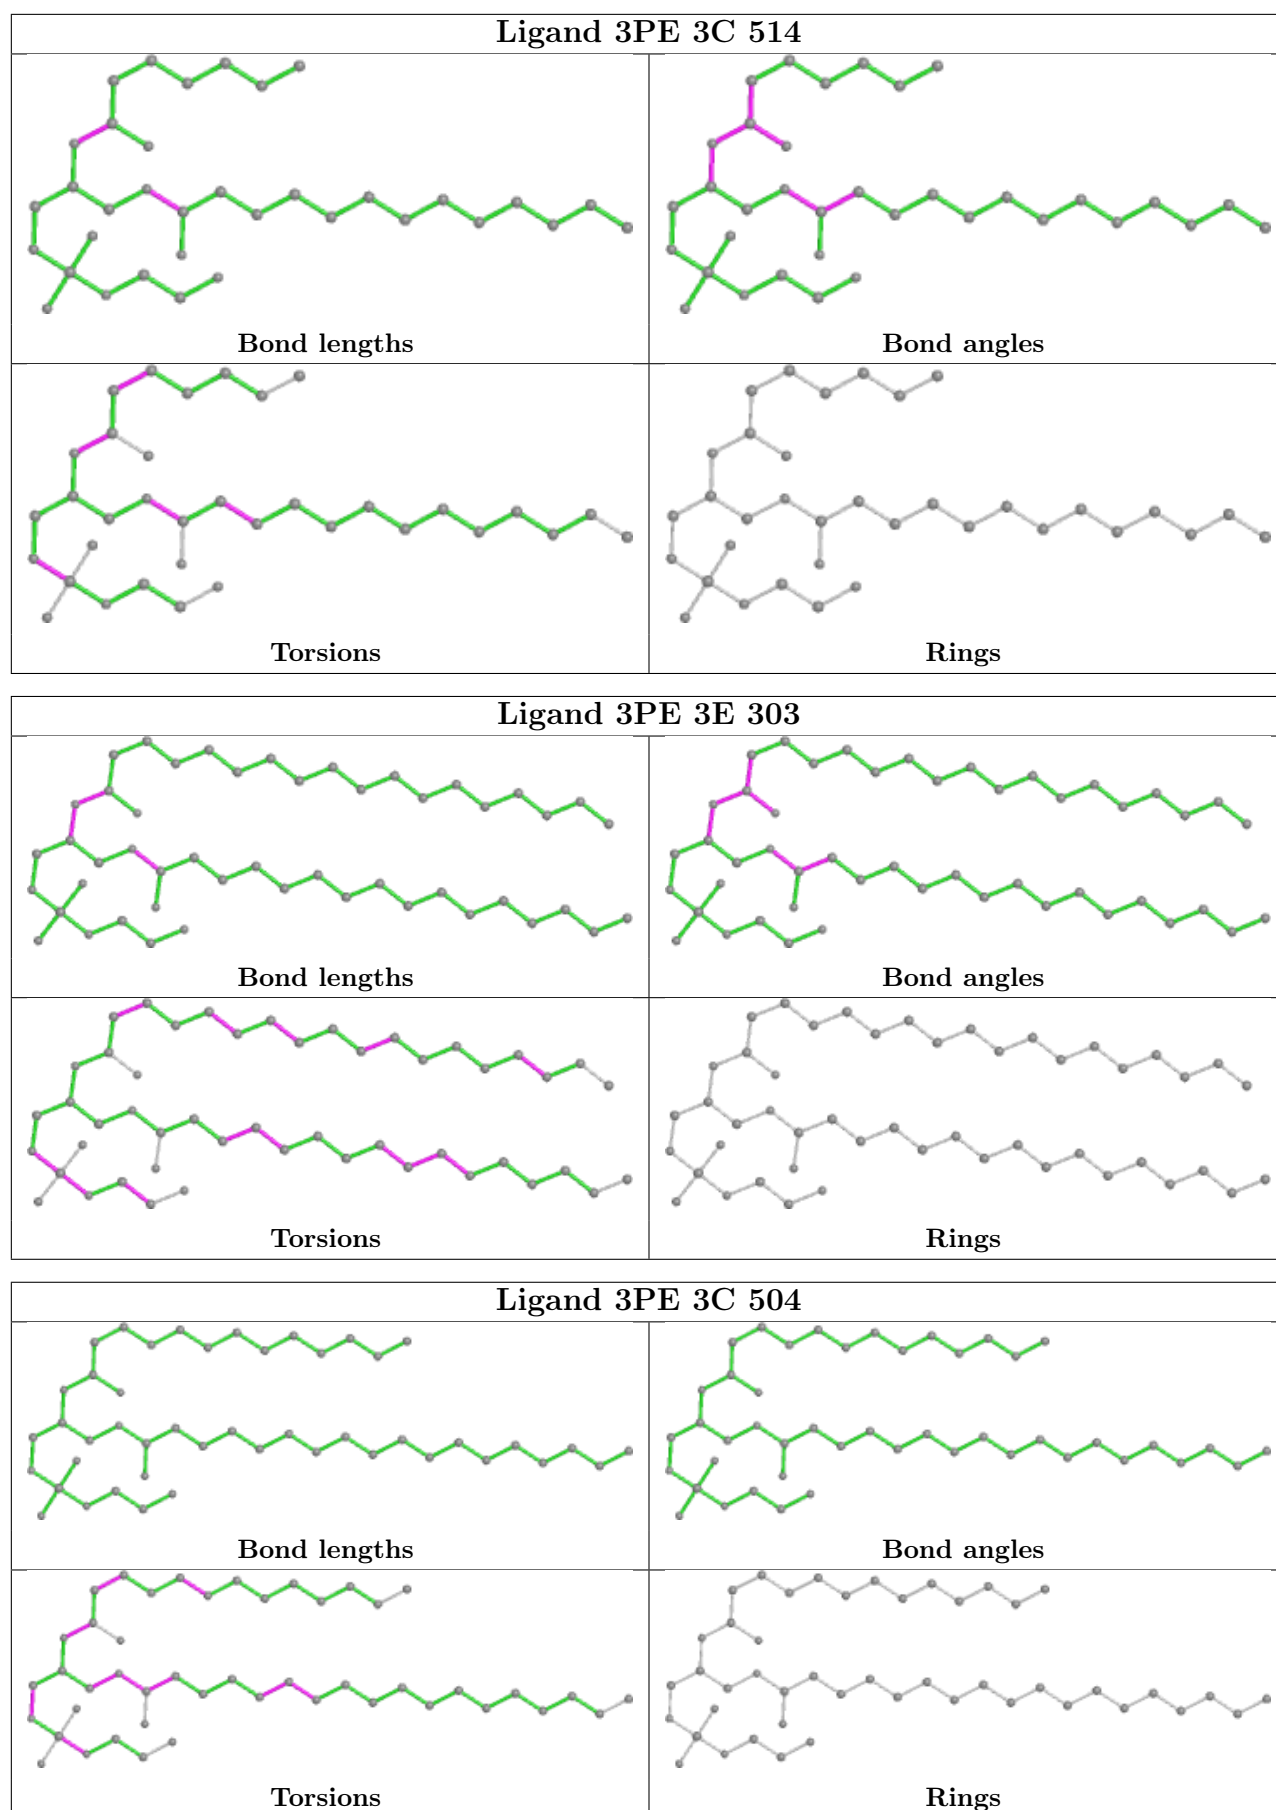 Ligand 3PE 3C 514
Bond lengths
Bond angles
Torsions
Rings
Ligand 3PE 3E 303
Bond lengths
Bond angles
Torsions
Rings
Ligand 3PE 3C 504
Bond lengths
Bond angles
Torsions
Rings